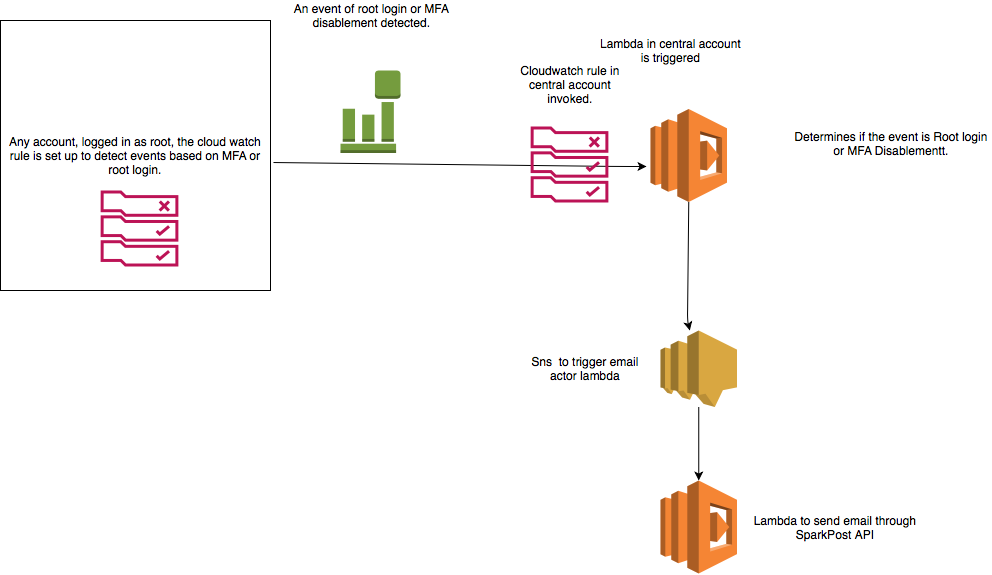 An event of root login or MFA
disablement detected.
Lambda in central account
is triggered
Cloudwatch rule in
central account
invoked.
Any account, logged in as root, the cloud watch
rule is set up to detect events based on MFA or
root login.
Determines if the event is Root login
or MFA Disablementt.
Sns  to trigger email
actor lambda
Lambda to send email through
SparkPost API